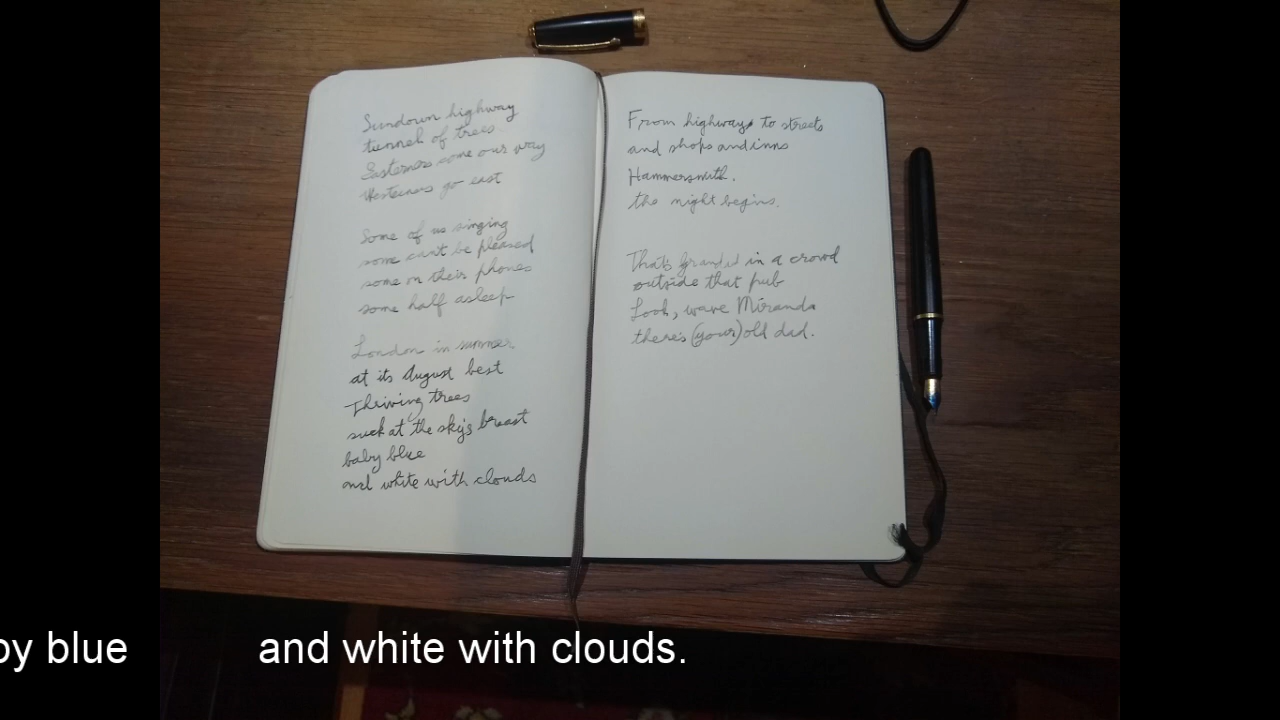 Sundown highway
tunnel of trees.
Easterners come our way
Westerners go east
Some of us singing
some can't be pleased
some on their phones
some half asleep
London in summer
at its August best
Thriving trees
suck at the sky's breast
baby blue
and white with clouds
From highways to streets
and shops and inns
Hammersmith.
the night begins.
That's Grandad in a crowd
outside that pub
Look, wave Miranda
there's (your) old dad.
by blue and white with clouds.